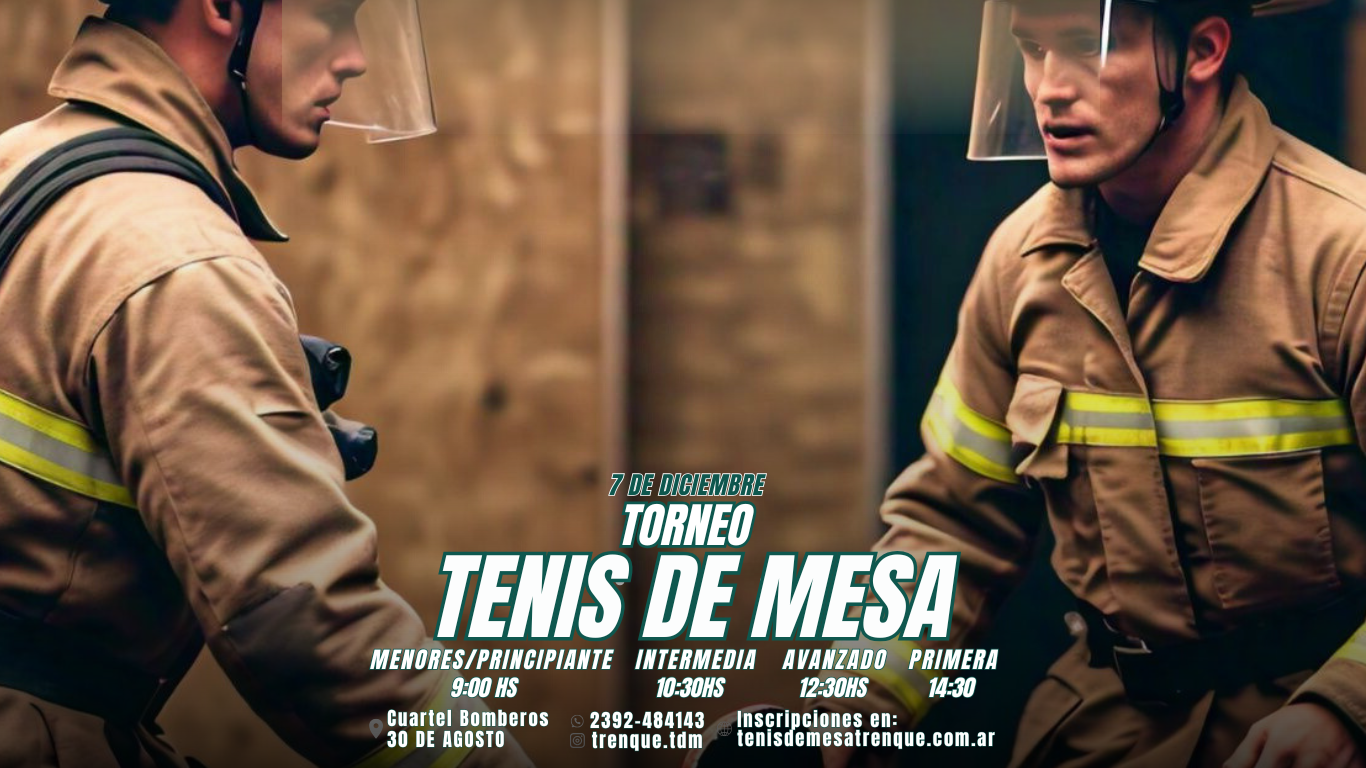 7 DE DICIEMBRE
TORNEO
TENIS DE MESA
MENORES/PRINCIPIANTE INTERMEDIA AVANZADO PRIMERA
9:00 HS 10:30HS 12:30HS 14:30
Cuartel Bomberos
30 DE AGOSTO
2392-484143
trenque.tdm
Inscripciones en:
tenisdemesatrenque.com.ar